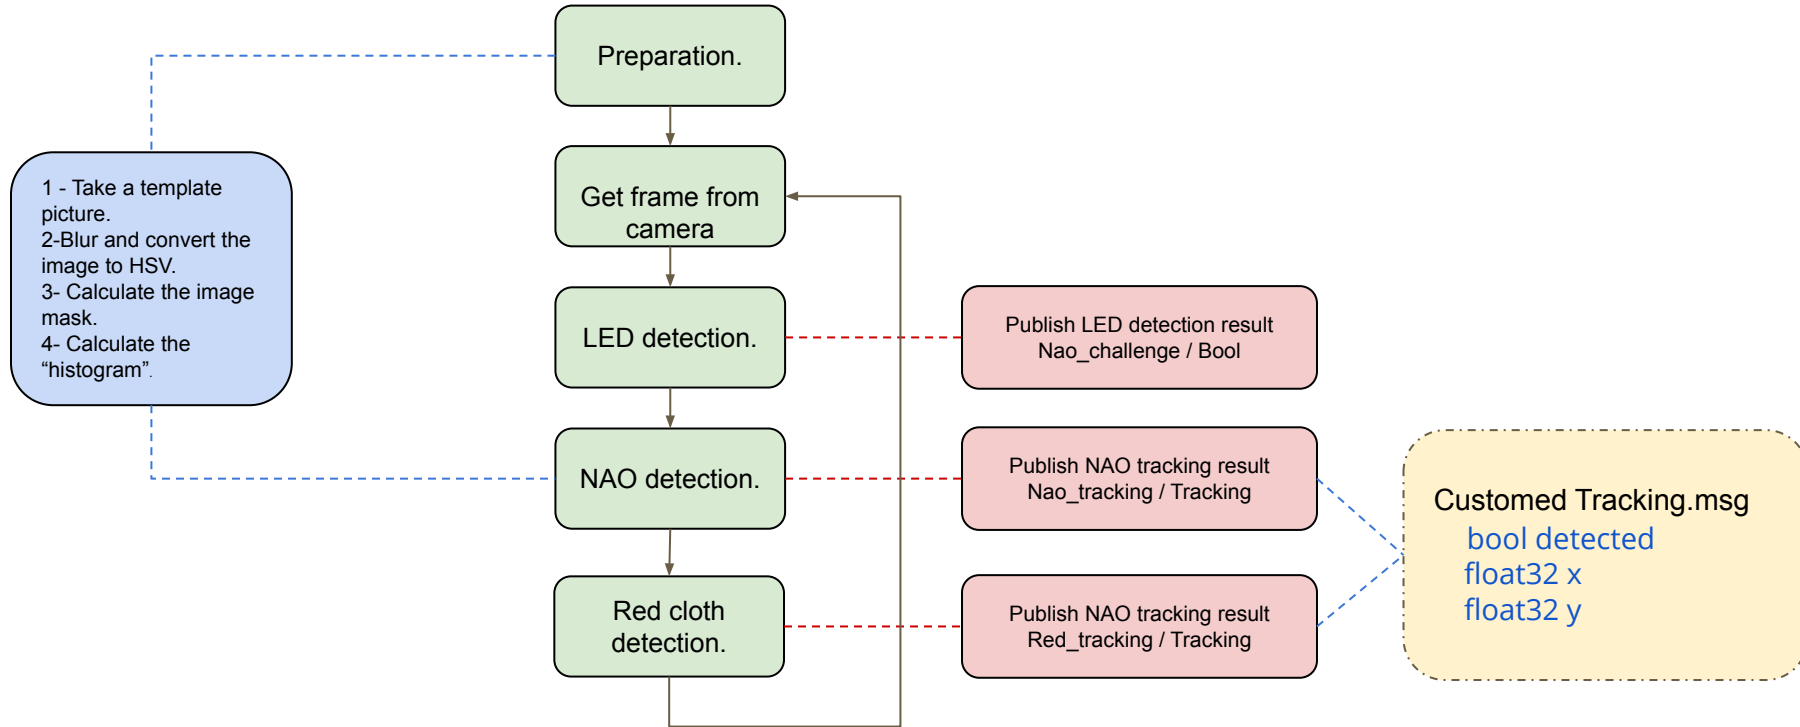 Preparation.
1 - Take a template
picture.
2-Blur and convert the
image to HSV.
3- Calculate the image
mask.
4- Calculate the
“histogram”.
Get frame from
camera
LED detection.
Publish LED detection result
Nao_challenge / Bool
NAO detection.
Publish NAO tracking result
Nao_tracking / Tracking
Customed Tracking.msg
bool detected
float32 x
float32 y
Red cloth
detection.
Publish NAO tracking result
Red_tracking / Tracking